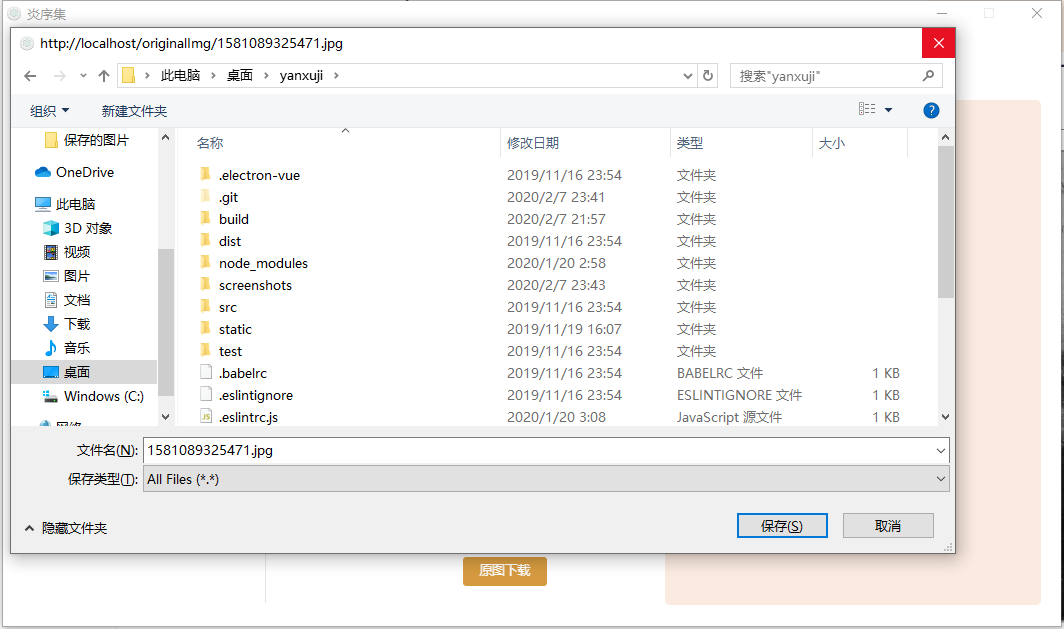 炎序集
http://localhost/originalImg/1581089325471.jpg
此电脑 › 桌面 › yanxuji ›
搜索"yanxuji"
组织 新建文件夹
保存的图片
OneDrive
此电脑
3D 对象
视频
图片
文档
下载
音乐
桌面
Windows (C:)
网络
名称 修改日期 类型 大小
.electron-vue 2019/11/16 23:54 文件夹
.git 2020/2/7 23:41 文件夹
build 2020/2/7 21:57 文件夹
dist 2019/11/16 23:54 文件夹
node_modules 2020/1/20 2:58 文件夹
screenshots 2020/2/7 23:43 文件夹
src 2019/11/16 23:54 文件夹
static 2019/11/19 16:07 文件夹
test 2019/11/16 23:54 文件夹
.babelrc 2019/11/16 23:54 BABELRC 文件 1 KB
.eslintignore 2019/11/16 23:54 ESLINTIGNORE 文件 1 KB
.eslintrc.js 2020/1/20 3:08 JavaScript 源文件 1 KB
文件名(N): 1581089325471.jpg
保存类型(T): All Files (*.*)
隐藏文件夹
保存(S) 取消
原图下载